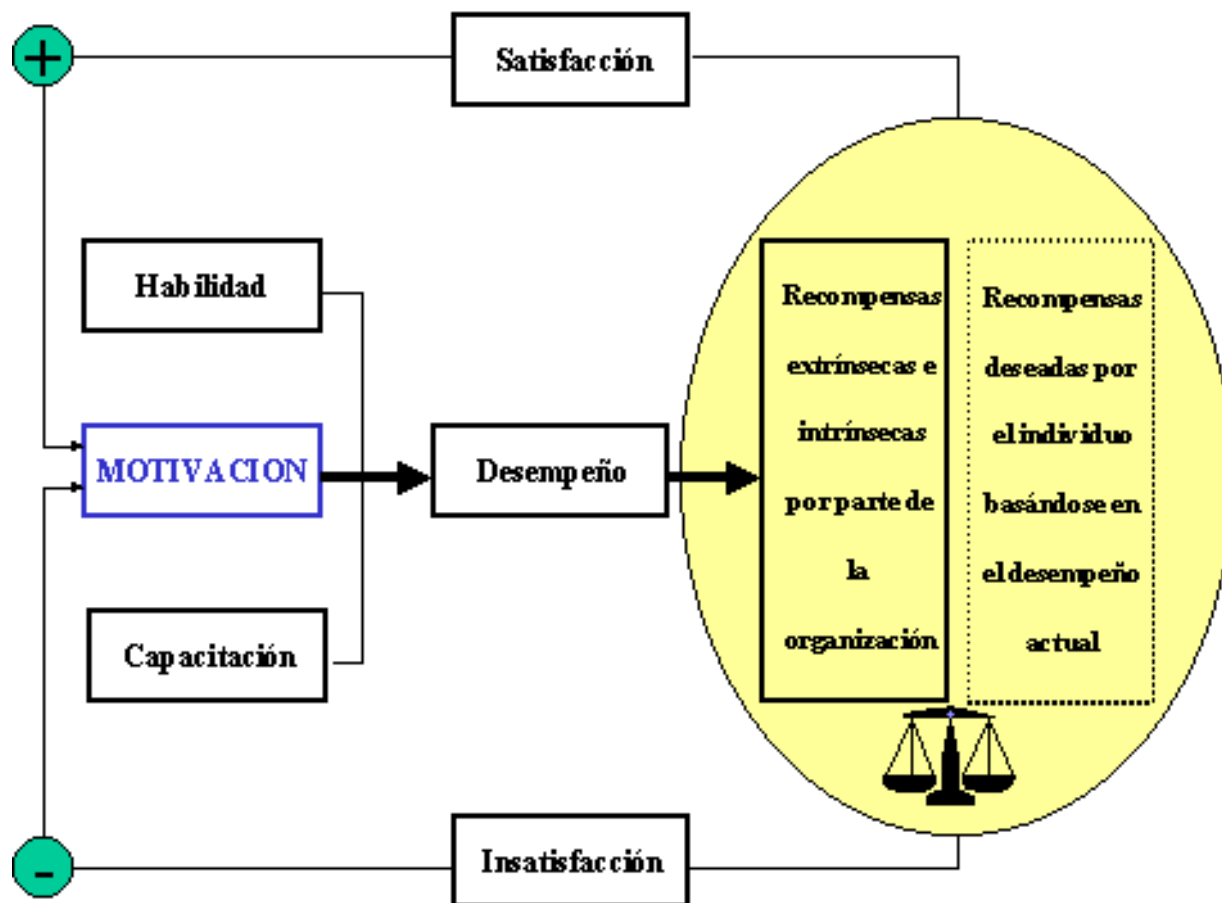 +
Satisfacción
Habilidad
MOTIVACION
Capacitación
Desempeño
Recompensas
extrínsecas e
intrínsecas
por parte de
la
organización
Recompensas
deseadas por
el individuo
basándose en
el desempeño
actual
-
Insatisfacción